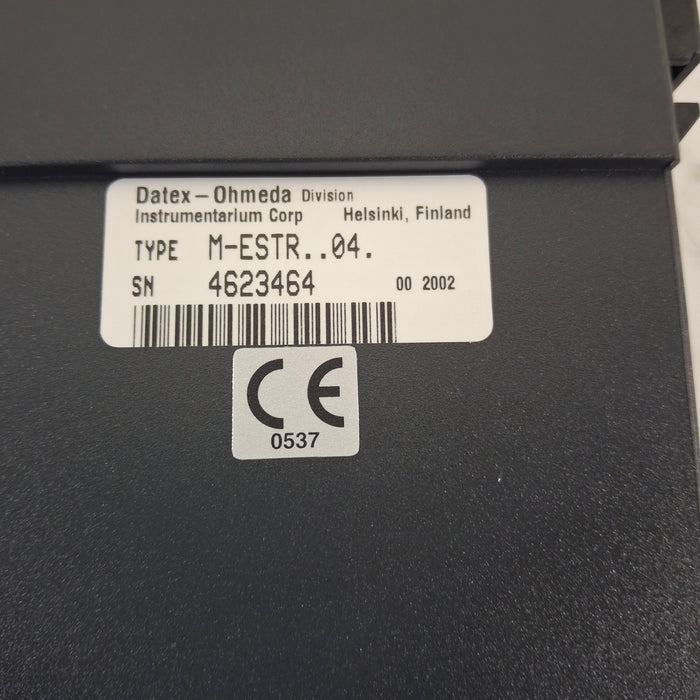 Datex-Ohmeda Division
Instrumentarium Corp Helsinki, Finland
TYPE M-ESTR..04.
SN 4623464 00 2002
CE
0537